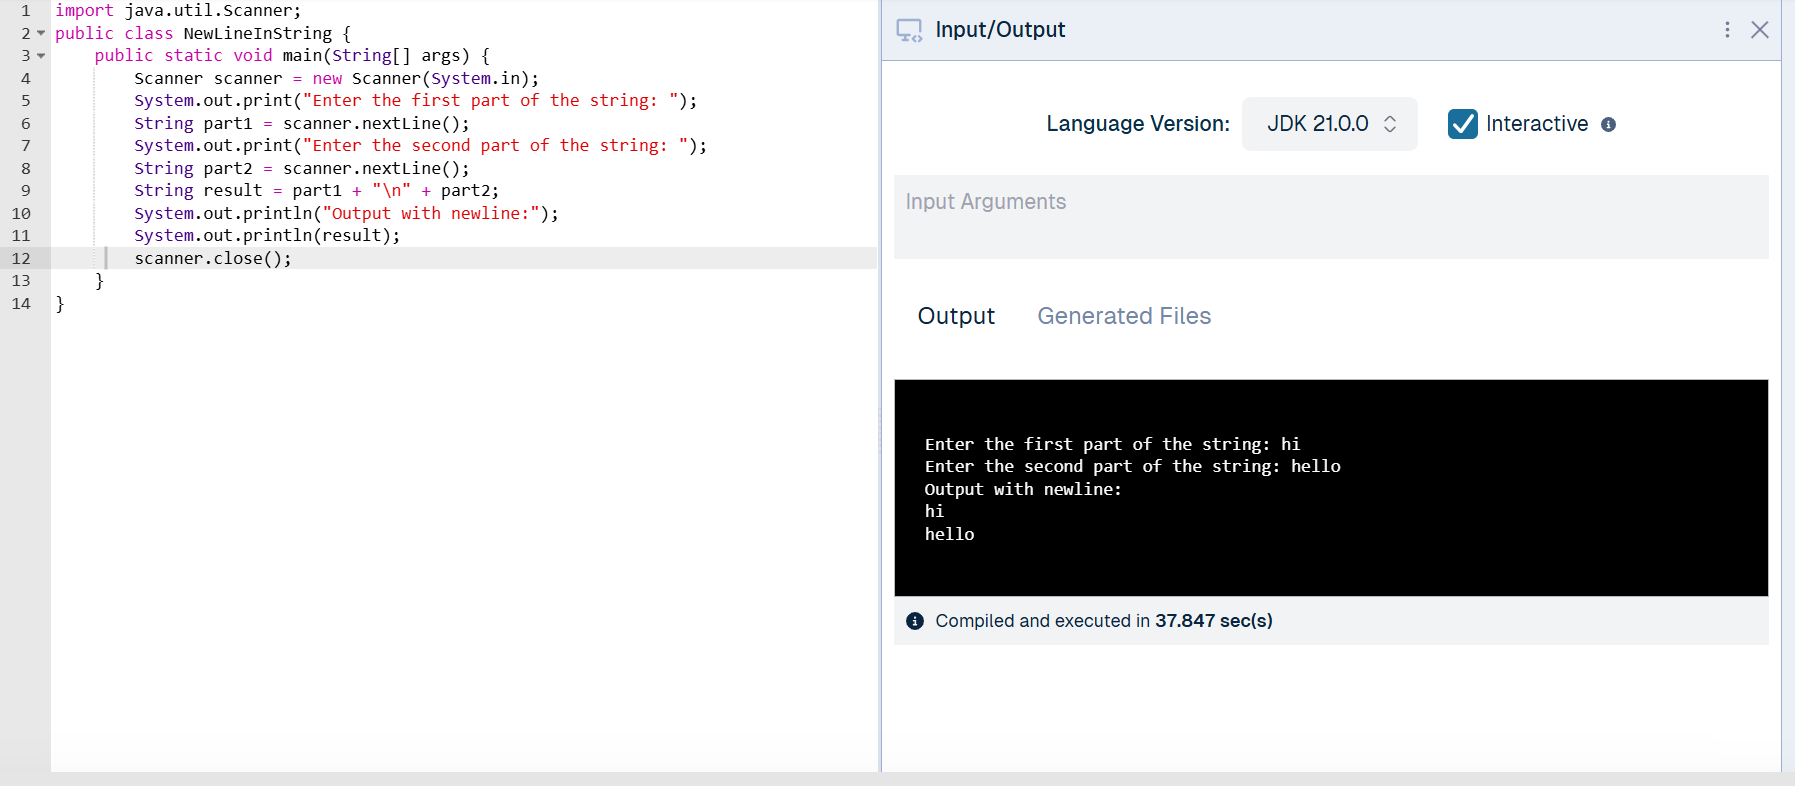 1 import java.util.Scanner;
2 public class NewLineInString {
3     public static void main(String[] args) {
4         Scanner scanner = new Scanner(System.in);
5         System.out.print("Enter the first part of the string: ");
6         String part1 = scanner.nextLine();
7         System.out.print("Enter the second part of the string: ");
8         String part2 = scanner.nextLine();
9         String result = part1 + "\n" + part2;
10         System.out.println("Output with newline:");
11         System.out.println(result);
12         scanner.close();
13     }
14 }
Input/Output
Language Version: JDK 21.0.0 Interactive
Input Arguments
Output Generated Files
Enter the first part of the string: hi
Enter the second part of the string: hello
Output with newline:
hi
hello
Compiled and executed in 37.847 sec(s)